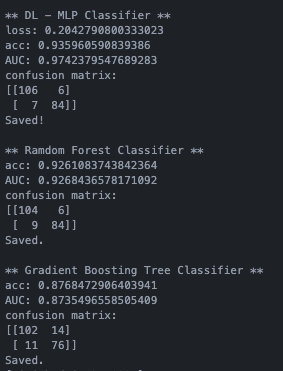 ** DL - MLP Classifier **
loss: 0.2042790800333023
acc: 0.935960590839386
AUC: 0.9742379547689283
confusion matrix:
[[106   6]
 [  7  84]]
Saved!
** Ramdom Forest Classifier **
acc: 0.9261083743842364
AUC: 0.9268436578171092
confusion matrix:
[[104   6]
 [  9  84]]
Saved.
** Gradient Boosting Tree Classifier **
acc: 0.8768472906403941
AUC: 0.8735496558505409
confusion matrix:
[[102  14]
 [ 11  76]]
Saved.